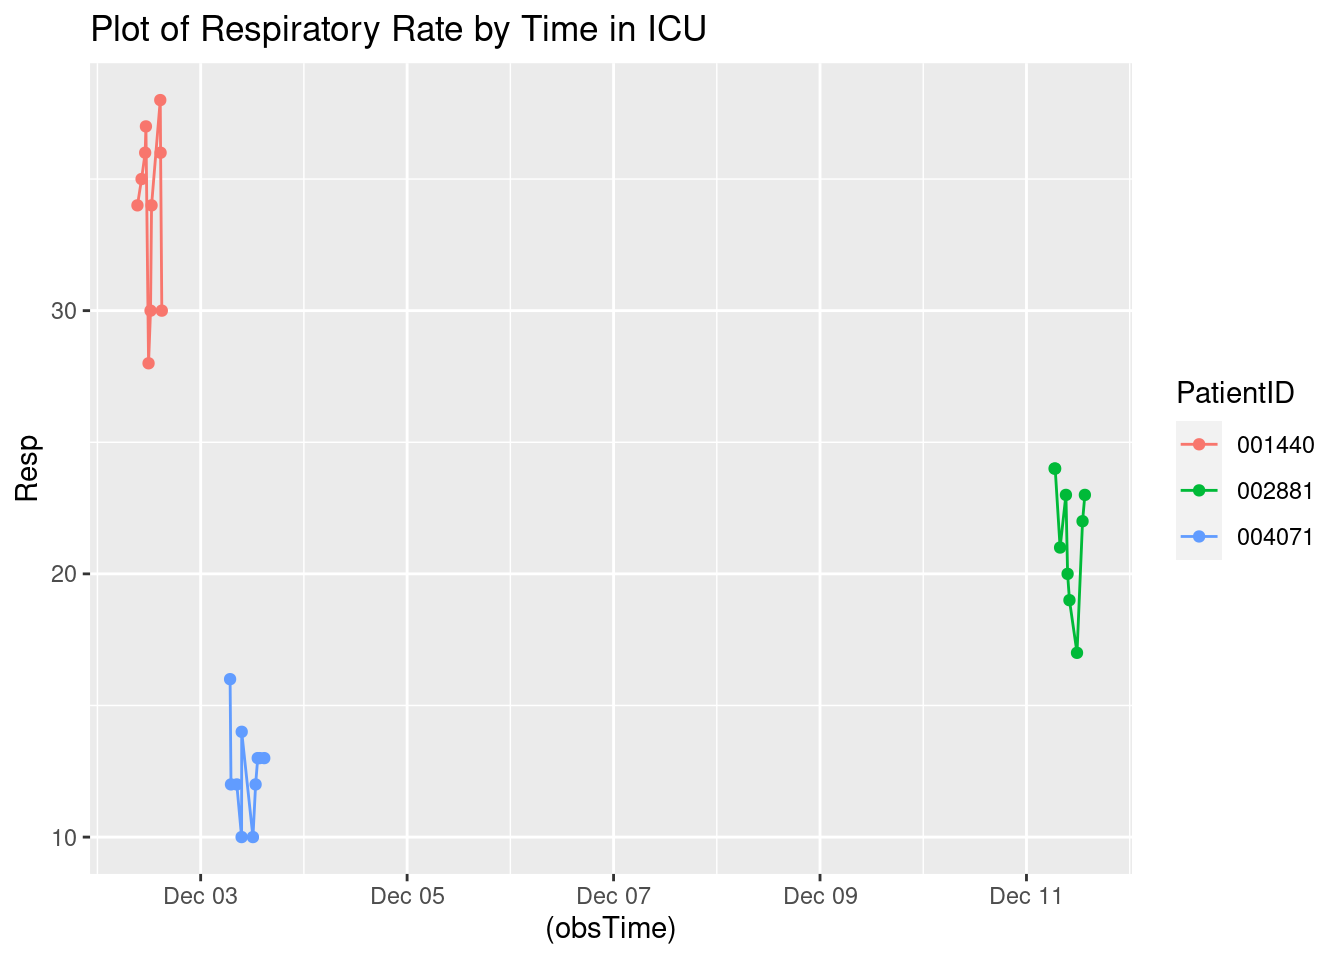 Plot of Respiratory Rate by Time in ICU
30
20
10
Resp
Dec 03 Dec 05 Dec 07 Dec 09 Dec 11
(obsTime)
PatientID
001440
002881
004071